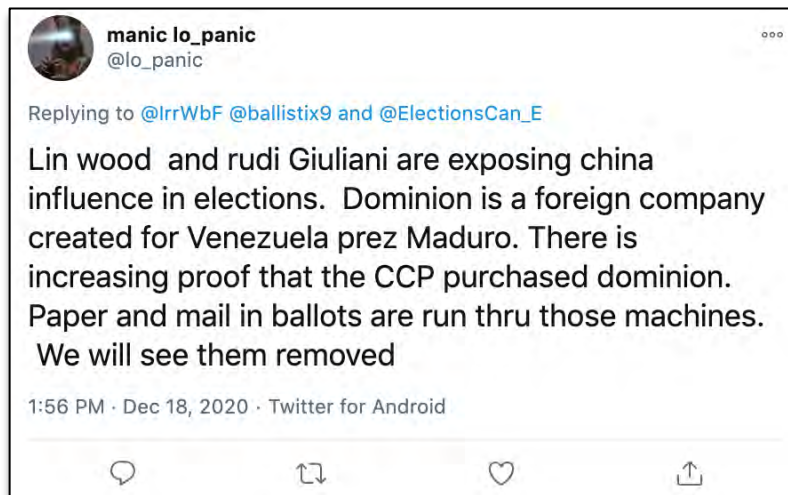 manic lo_panic
@lo_panic
Replying to @IrrWbF @ballistix9 and @ElectionsCan_E
Lin wood  and rudi Giuliani are exposing china
influence in elections.  Dominion is a foreign company
created for Venezuela prez Maduro. There is
increasing proof that the CCP purchased dominion.
Paper and mail in ballots are run thru those machines.
 We will see them removed
1:56 PM · Dec 18, 2020 · Twitter for Android